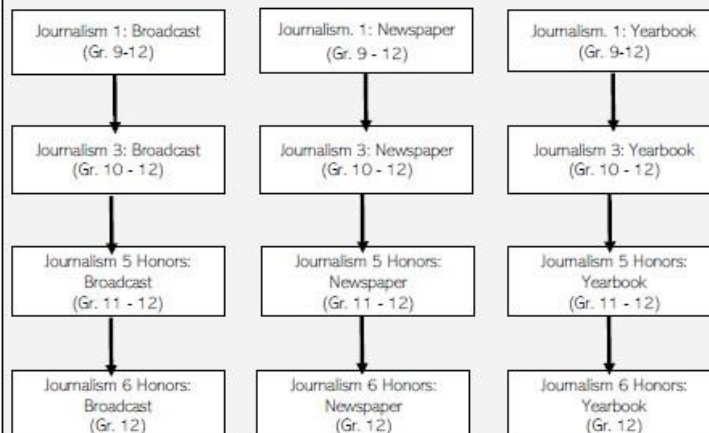 Journalism 1: Broadcast
(Gr. 9-12)
Journalism. 1: Newspaper
(Gr. 9 - 12)
Journalism. 1: Yearbook
(Gr. 9-12)
Journalism 3: Broadcast
(Gr. 10 - 12)
Journalism 3: Newspaper
(Gr. 10 - 12)
Journalism 3: Yearbook
(Gr. 10 - 12)
Journalism 5 Honors:
Broadcast
(Gr. 11 - 12)
Journalism 5 Honors:
Newspaper
(Gr. 11 - 12)
Journalism 5 Honors:
Yearbook
(Gr. 11 - 12)
Journalism 6 Honors:
Broadcast
(Gr. 12)
Journalism 6 Honors:
Newspaper
(Gr. 12)
Journalism 6 Honors:
Yearbook
(Gr. 12)